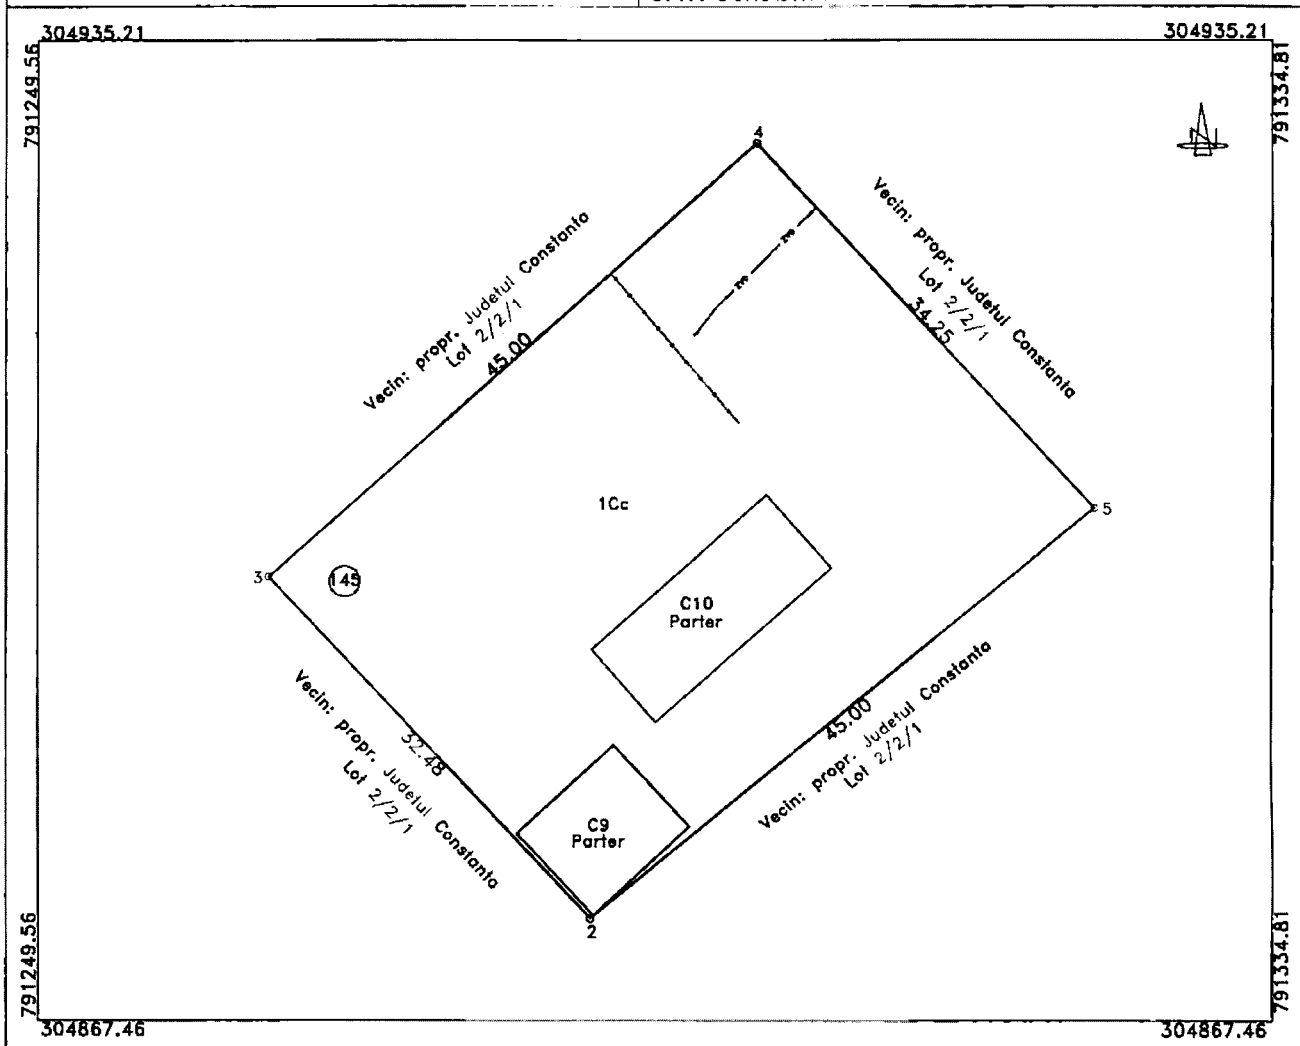 304935.21
304935.21
791249.56
791334.81
4
Vecin: propr. Judetul Constanta
Lot 2/2/1
45.00
Vecin: propr. Judetul Constanta
Lot 2/2/1
34.25
1Cc
5
3
145
C10
Parter
Vecin: propr. Judetul Constanta
Lot 2/2/1
32.48
45.00
Vecin: propr. Judetul Constanta
Lot 2/2/1
C9
Parter
2
791249.56
791334.81
304867.46
304867.46